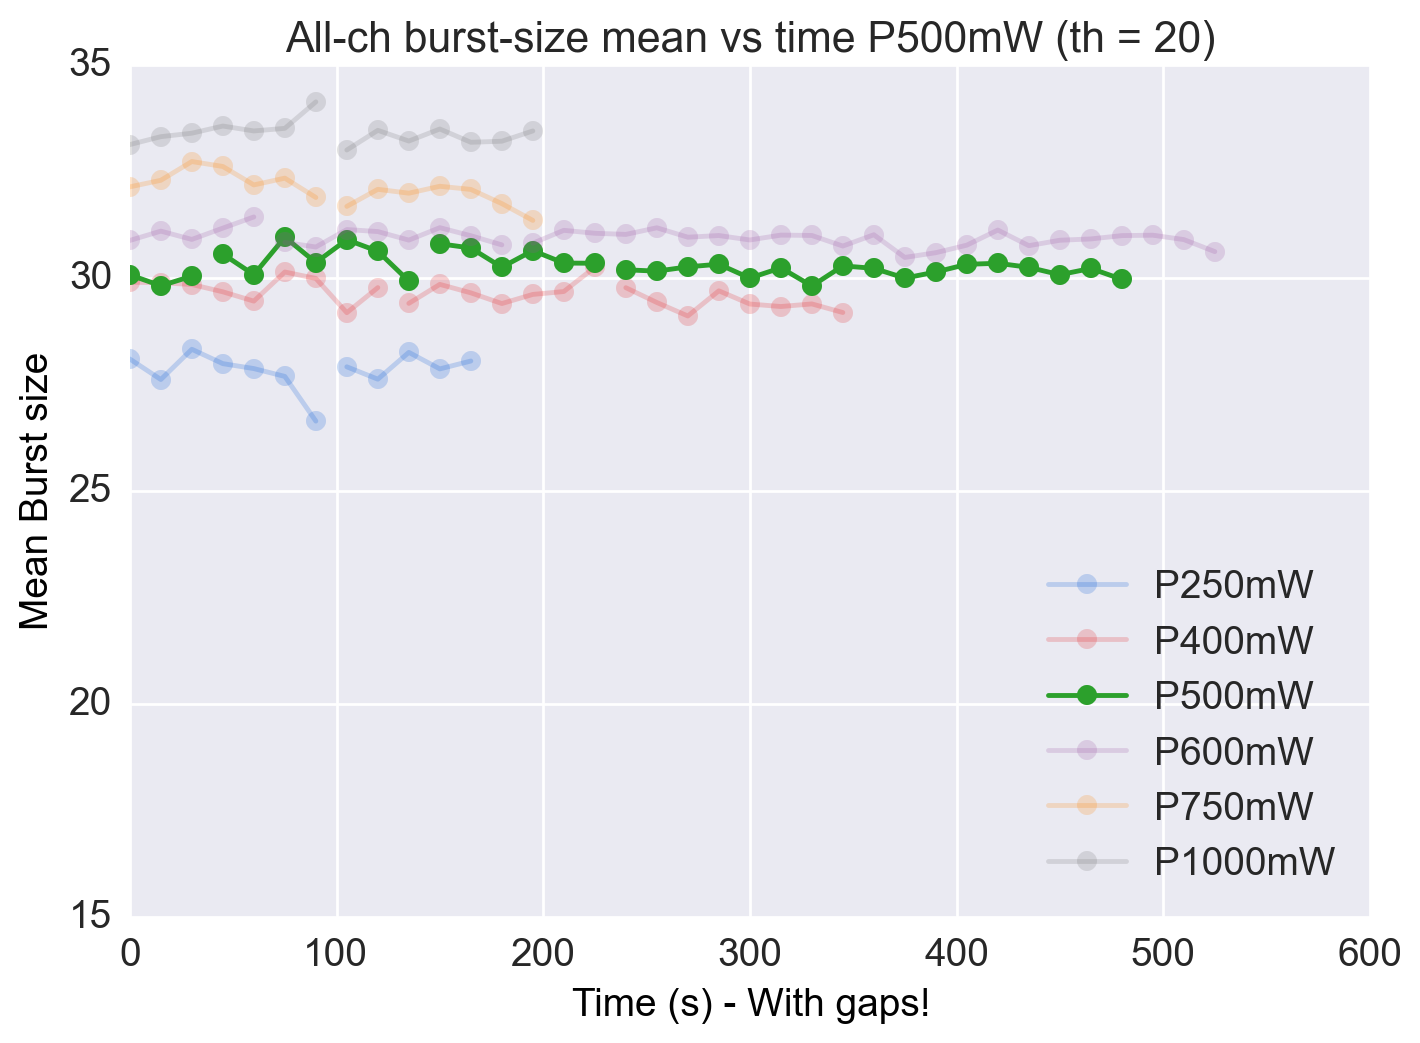 All-ch burst-size mean vs time P500mW (th = 20)
35
30
25
20
15
Mean Burst size
P250mW
P400mW
P500mW
P600mW
P750mW
P1000mW
0 100 200 300 400 500 600
Time (s) - With gaps!